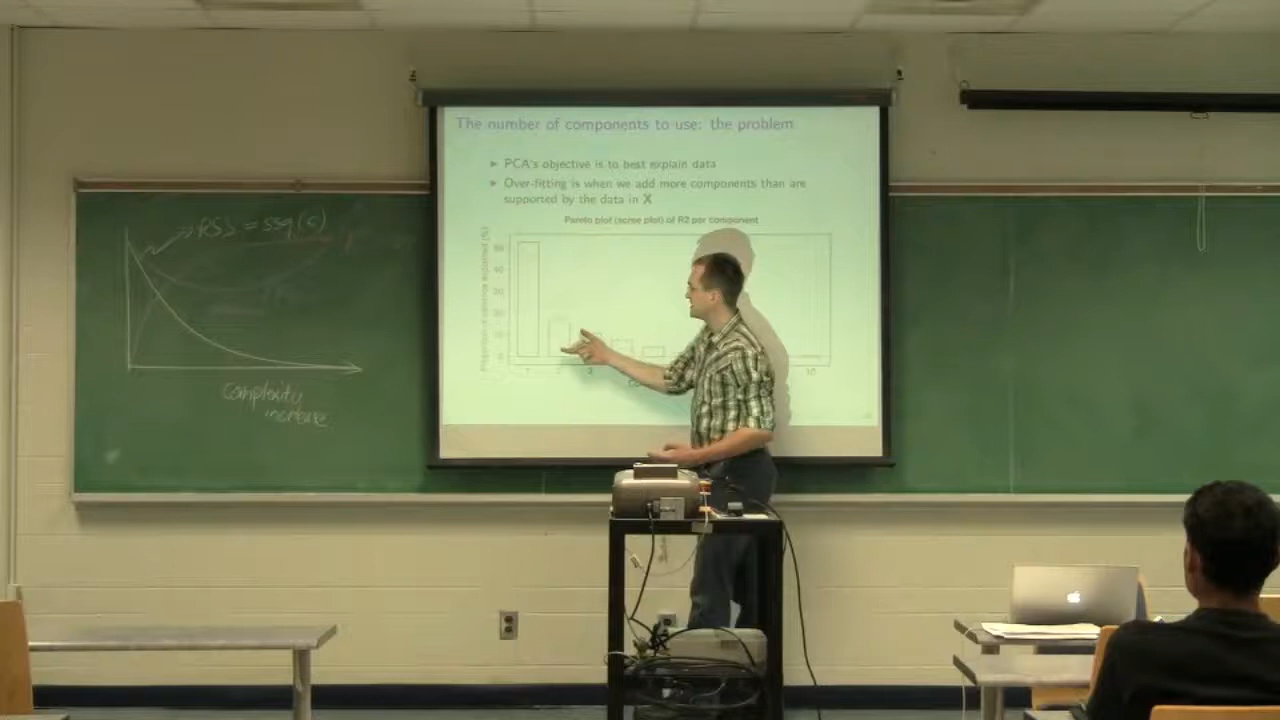 The number of components to use: the problem
► PCA's objective is to best explain data
► Over-fitting is when we add more components than are
supported by the data in X
Pareto plot (scree plot) of R2 per component
10
⇒ RSS = ssq(ε)
complexity
increase